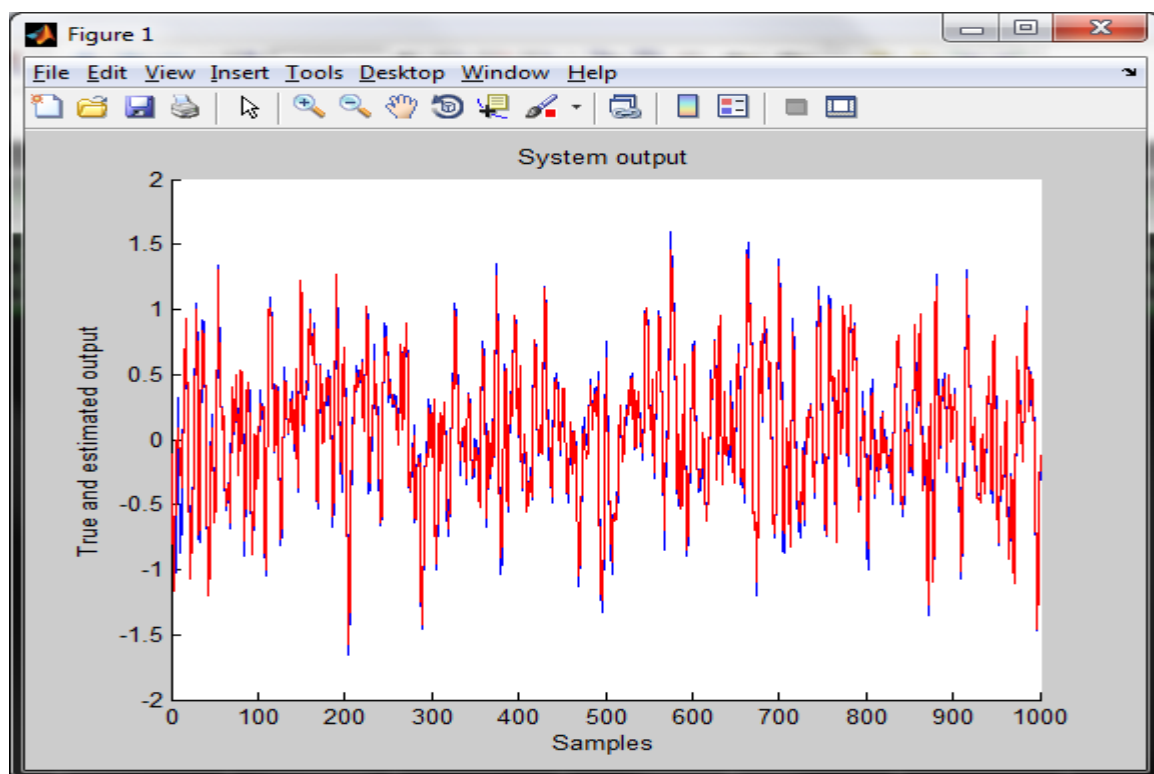 Figure 1
File Edit View Insert Tools Desktop Window Help
System output
True and estimated output
2
1.5
1
0.5
0
-0.5
-1
-1.5
-2
0 100 200 300 400 500 600 700 800 900 1000
Samples